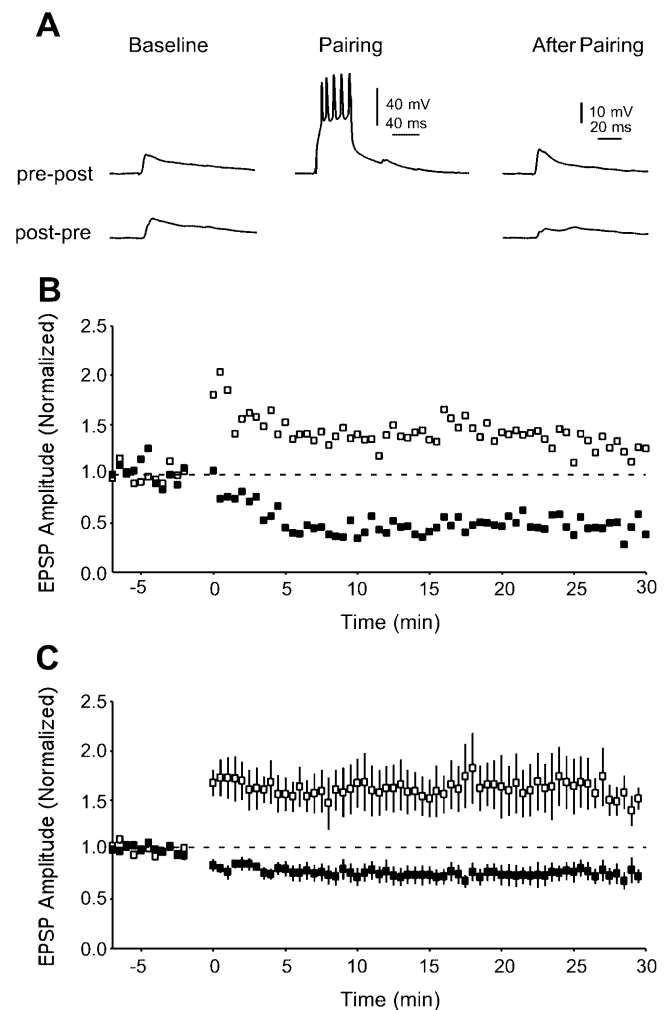 A
Baseline Pairing After Pairing
40 mV
40 ms
10 mV
20 ms
pre-post
post-pre
B
EPSP Amplitude (Normalized)
2.5
2.0
1.5
1.0
0.5
0.0
-5 0 5 10 15 20 25 30
Time (min)
C
EPSP Amplitude (Normalized)
2.5
2.0
1.5
1.0
0.5
0.0
-5 0 5 10 15 20 25 30
Time (min)